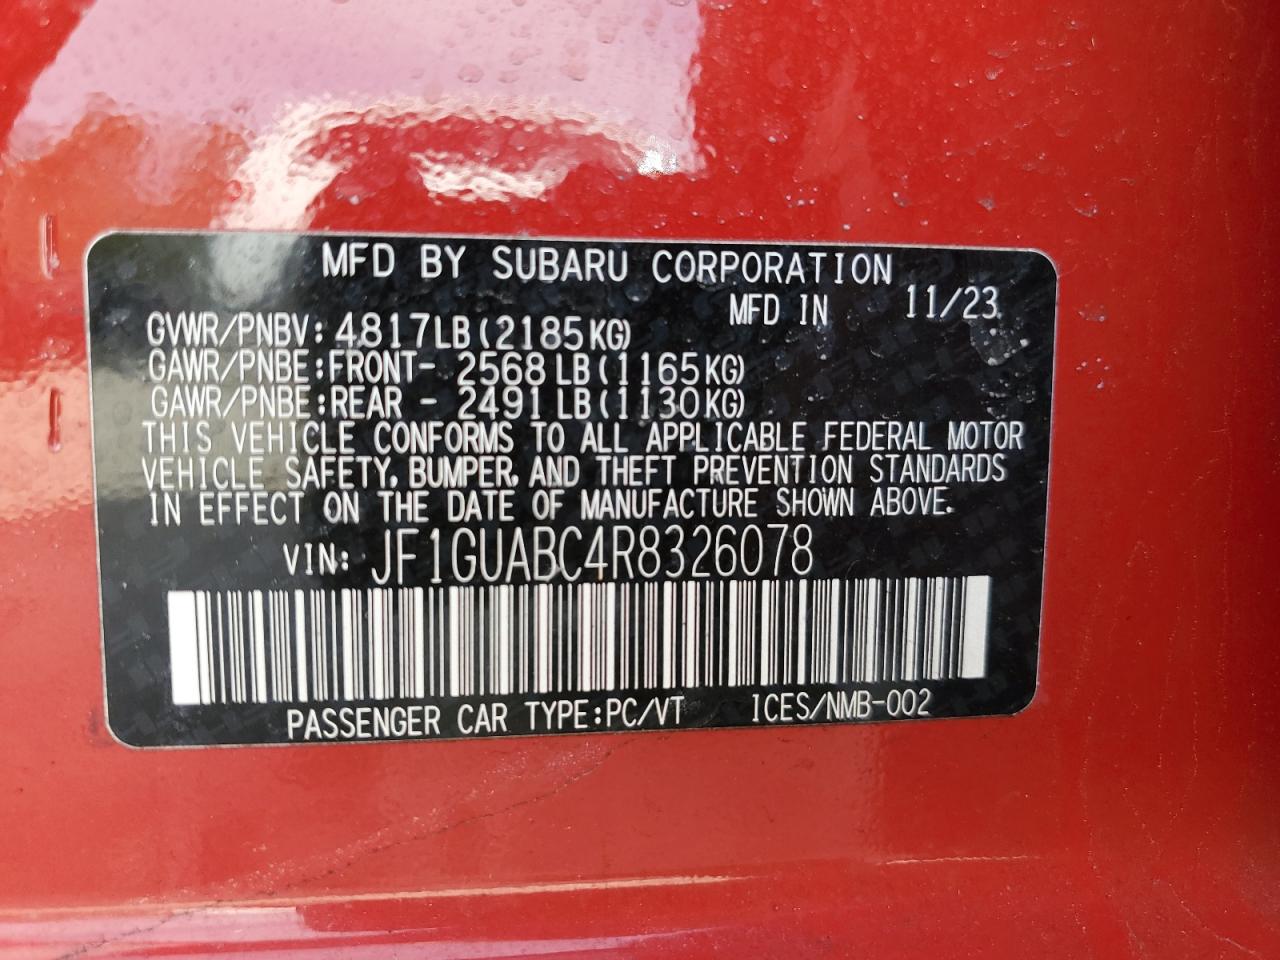 MFD BY SUBARU CORPORATION
MFD IN 11/23
GVWR/PNBV: 4817LB (2185KG)
GAWR/PNBE:FRONT- 2568 LB (1165KG)
GAWR/PNBE:REAR - 2491 LB (1130KG)
THIS VEHICLE CONFORMS TO ALL APPLICABLE FEDERAL MOTOR
VEHICLE SAFETY, BUMPER, AND THEFT PREVENTION STANDARDS
IN EFFECT ON THE DATE OF MANUFACTURE SHOWN ABOVE.
VIN: JF1GUABC4R8326078
PASSENGER CAR TYPE:PC/VT ICES/NMB-002